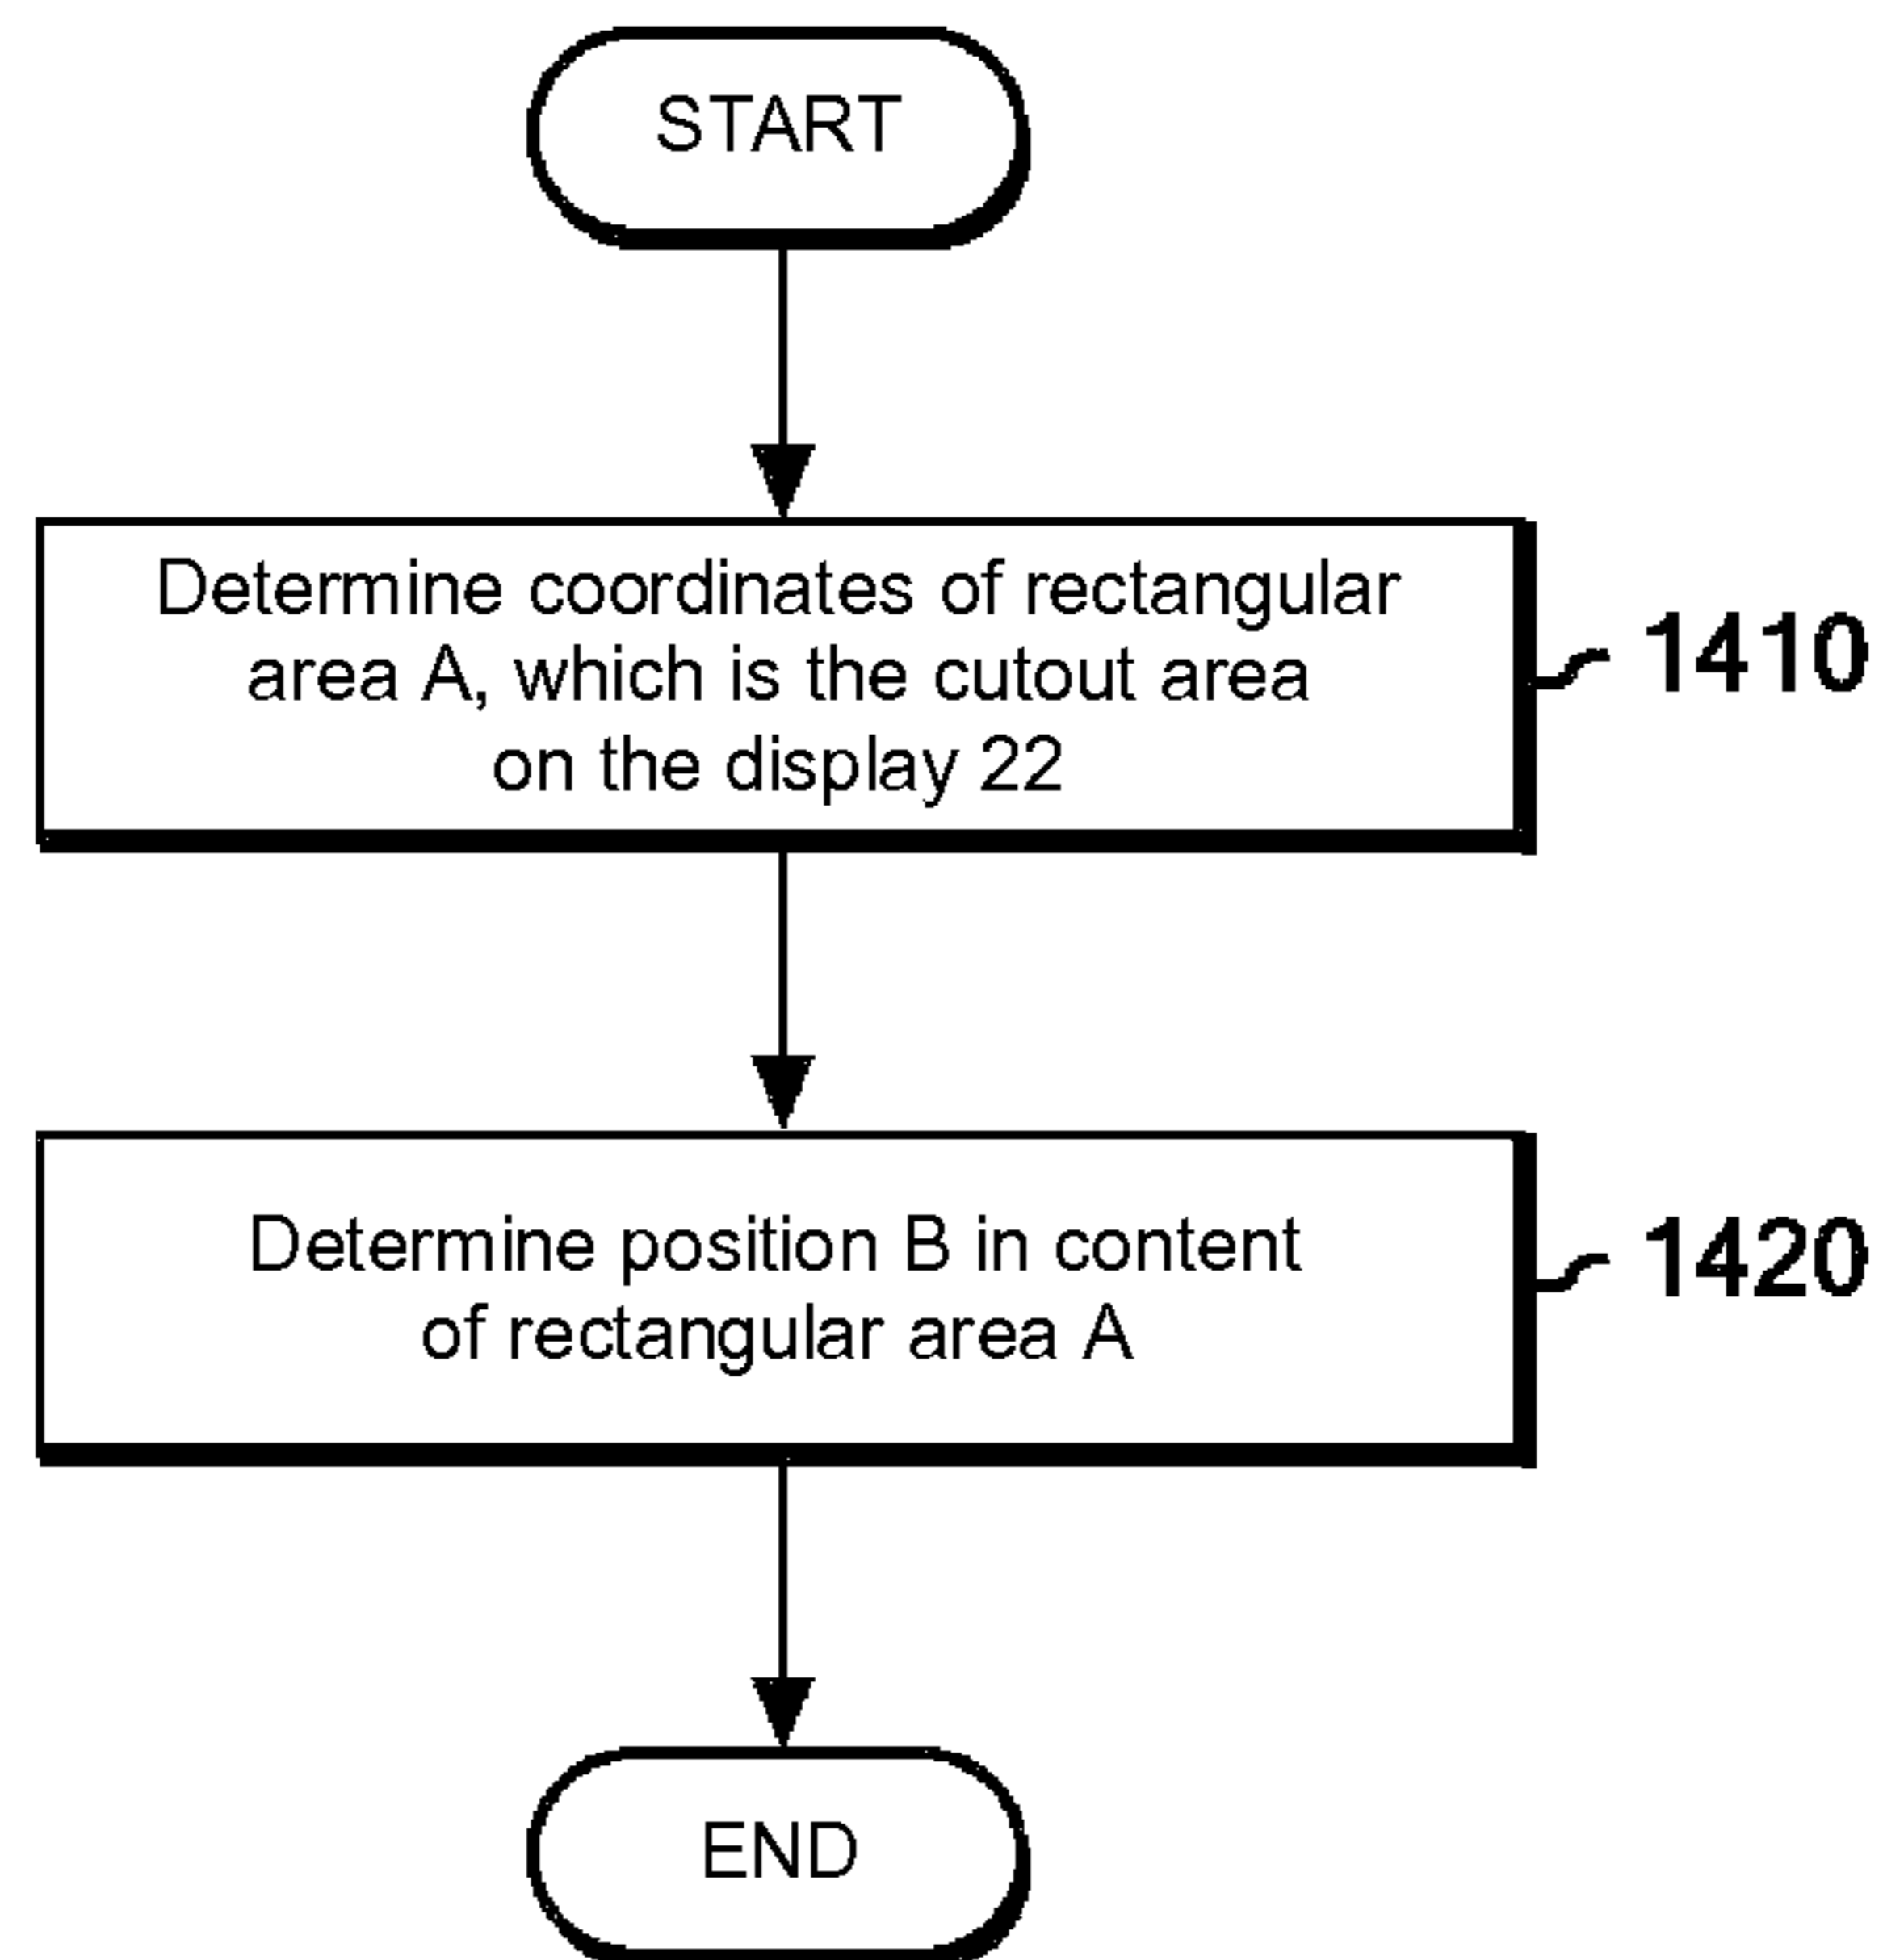 START
Determine coordinates of rectangular
area A, which is the cutout area
on the display 22
1410
Determine position B in content
of rectangular area A
1420
END